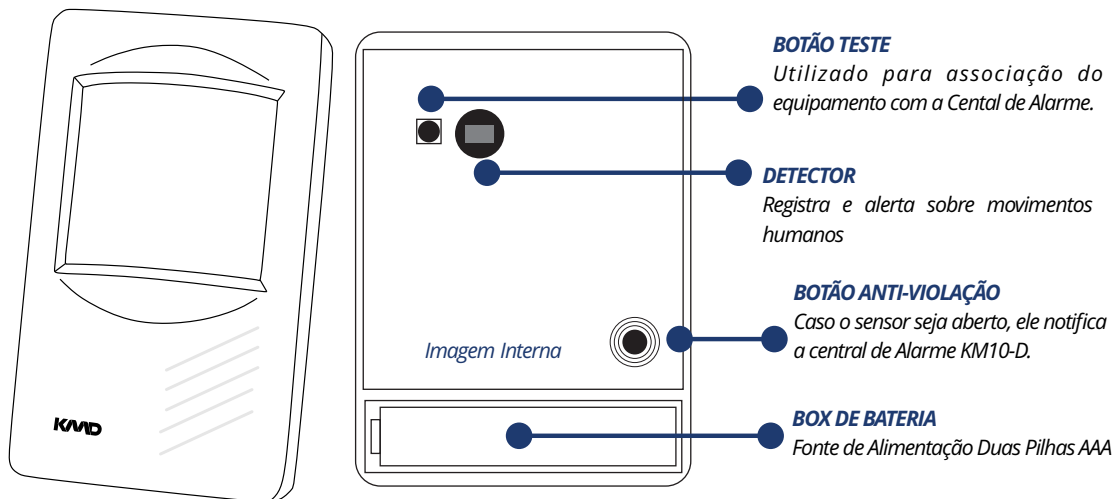 BOTÃO TESTE
Utilizado para associação do
equipamento com a Cental de Alarme.
DETECTOR
Registra e alerta sobre movimentos
humanos
BOTÃO ANTI-VIOLAÇÃO
Caso o sensor seja aberto, ele notifica
a central de Alarme KM10-D.
Imagem Interna
KMD
BOX DE BATERIA
Fonte de Alimentação Duas Pilhas AAA